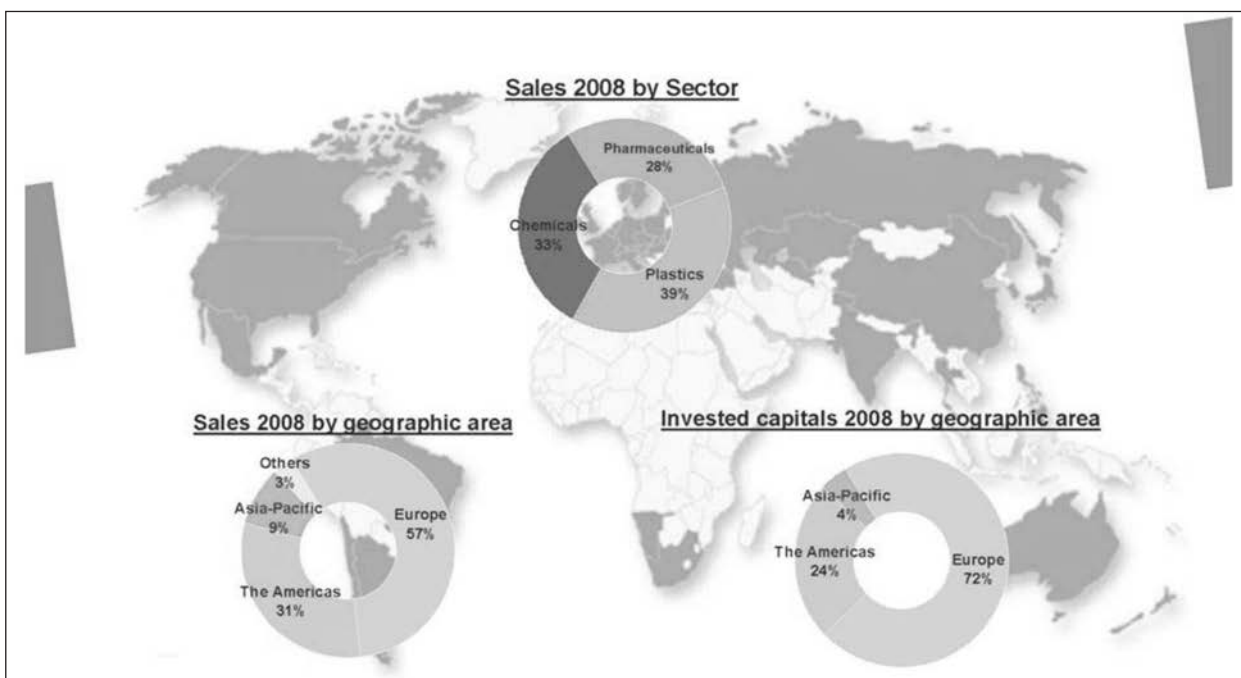 Sales 2008 by Sector
Pharmaceuticals
28%
Chemicals
33%
Plastics
39%
Sales 2008 by geographic area
Others
3%
Asia-Pacific
9%
Europe
57%
The Americas
31%
Invested capitals 2008 by geographic area
Asia-Pacific
4%
The Americas
24%
Europe
72%